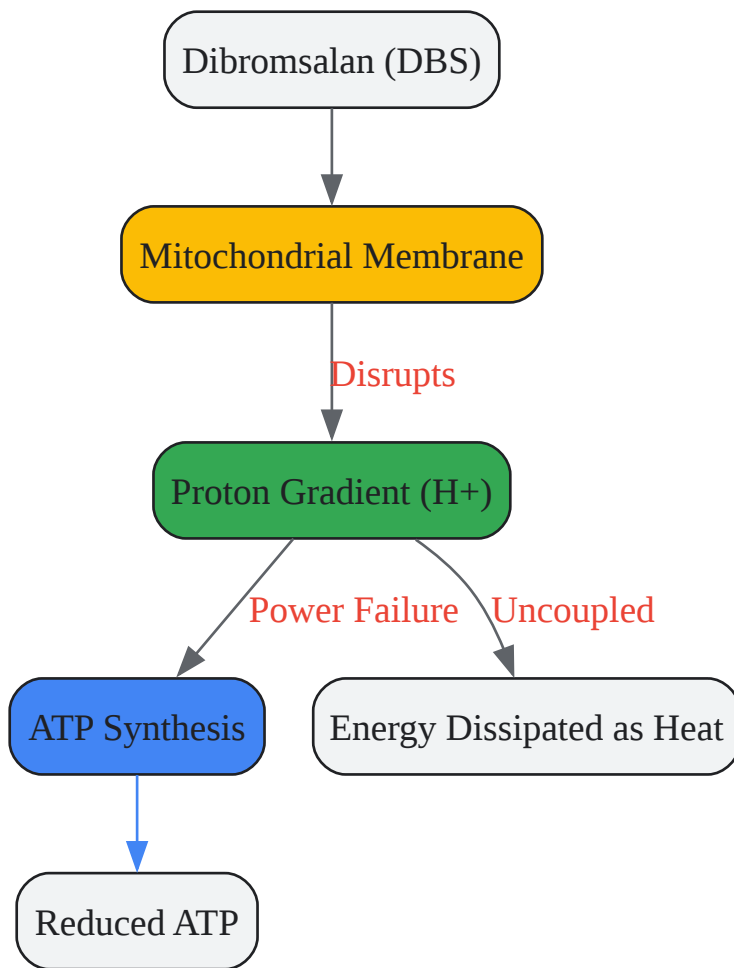 Dibromsalan (DBS)
Mitochondrial Membrane
Disrupts
Proton Gradient (H+)
Power Failure
Uncoupled
ATP Synthesis
Energy Dissipated as Heat
Reduced ATP